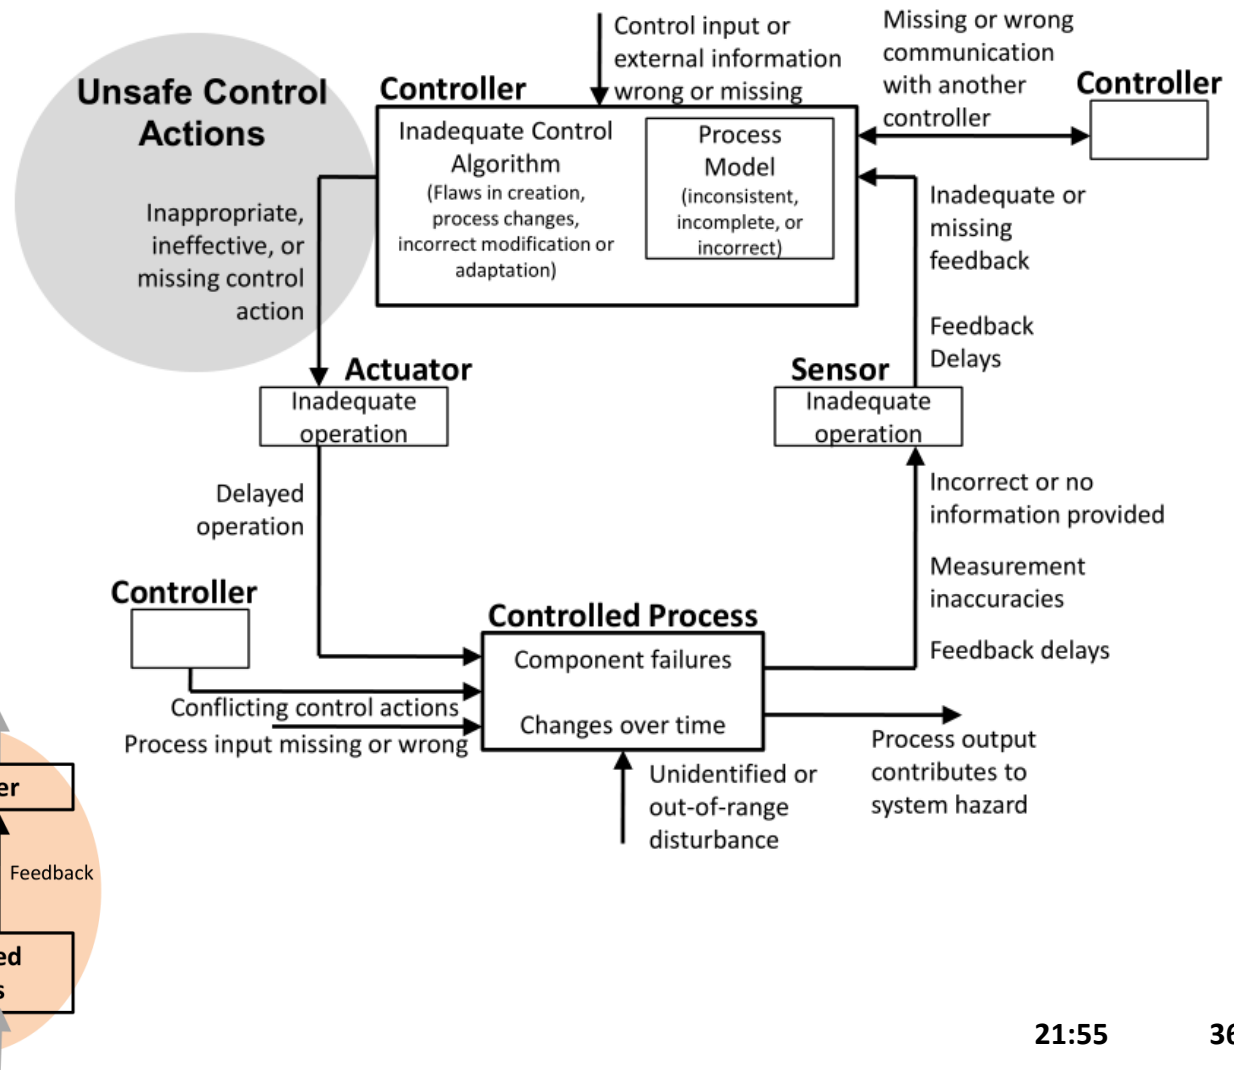 Unsafe Control
Actions
Inappropriate,
ineffective, or
missing control
action
Controller
Control input or
external information
wrong or missing
Missing or wrong
communication
with another
controller
Controller
Inadequate Control
Algorithm
(Flaws in creation,
process changes,
incorrect modification or
adaptation)
Process
Model
(inconsistent,
incomplete, or
incorrect)
Inadequate or
missing
feedback
Feedback
Delays
Actuator
Inadequate
operation
Sensor
Inadequate
operation
Delayed
operation
Incorrect or no
information provided
Measurement
inaccuracies
Feedback delays
Controller
Controlled Process
Component failures
Changes over time
Conflicting control actions
Process input missing or wrong
Process output
contributes to
system hazard
Unidentified or
out-of-range
disturbance
er
Feedback
ed
s
21:55
36